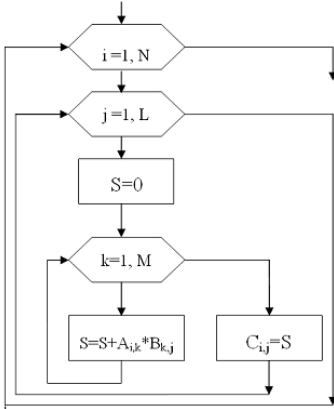 i=1, N
j=1, L
S=0
k=1, M
S=S+Ai,k*Bk,j
Ci,j=S